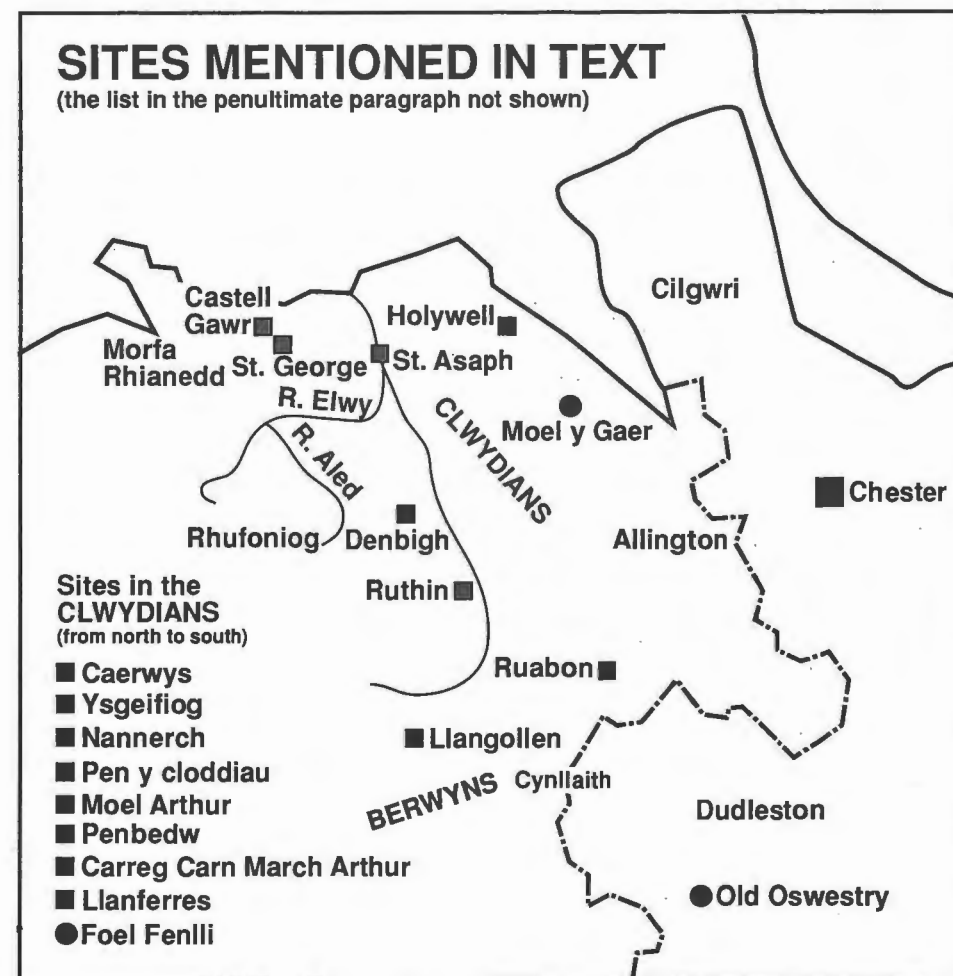 SITES MENTIONED IN TEXT
(the list in the penultimate paragraph not shown)
Cilgwri
Castell
Gawr
Holywell
Morfa
Rhianedd
St. George
St. Asaph
R. Elwy
CLWYDIANS
Moel y Gaer
R. Aled
Chester
Rhufoniog
Denbigh
Allington
Sites in the
CLWYDIANS
(from north to south)
Ruthin
Caerwys
Ruabon
Ysgeifiog
Nannerch
Llangollen
Pen y cloddiau
BERWYNS
Cynllaith
Moel Arthur
Dudleston
Penbedw
Carreg Carn March Arthur
Llanferres
Old Oswestry
Foel Fenlli